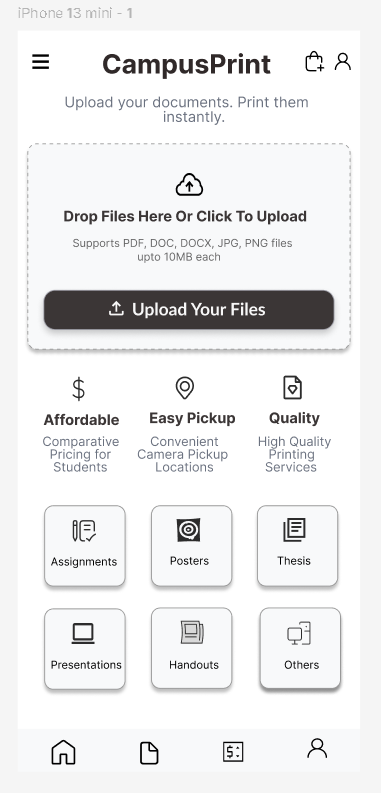 iPhone 13 mini - 1
CampusPrint
Upload your documents. Print them
instantly.
Drop Files Here Or Click To Upload
Supports PDF, DOC, DOCX, JPG, PNG files
upto 10MB each
Upload Your Files
Affordable
Comparative
Pricing for
Students
Easy Pickup
Convenient
Camera Pickup
Locations
Quality
High Quality
Printing
Services
Assignments
Posters
Thesis
Presentations
Handouts
Others